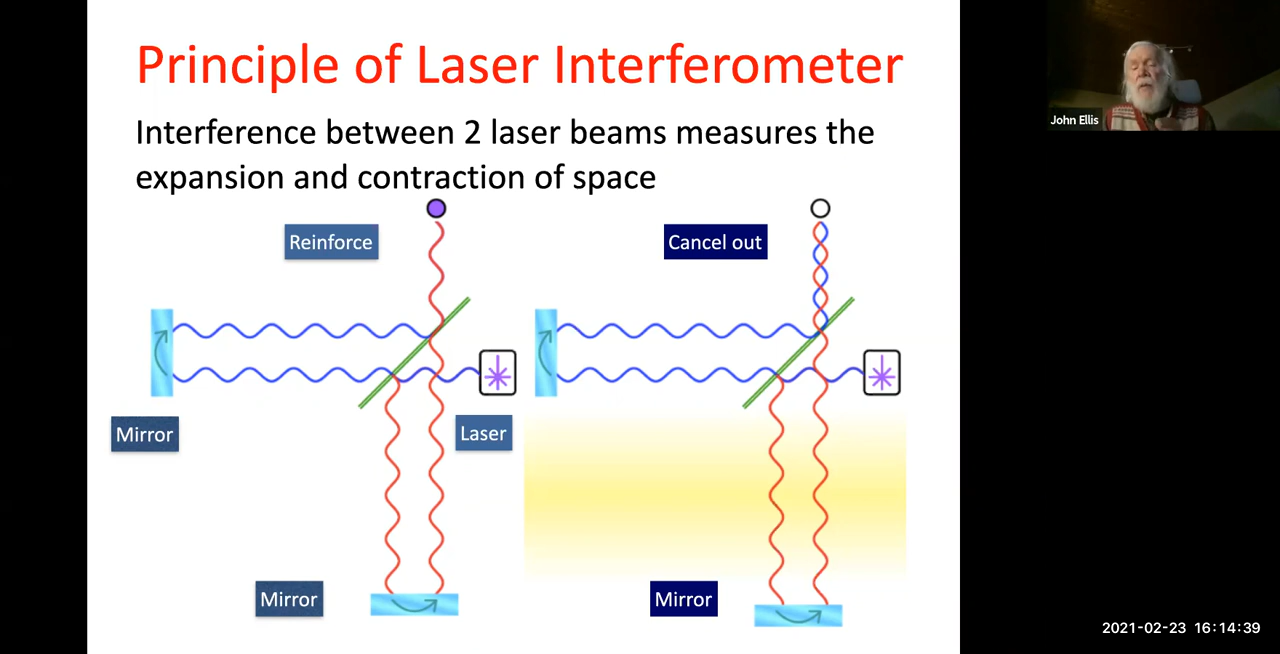 Principle of Laser Interferometer
John Ellis
Interference between 2 laser beams measures the
expansion and contraction of space
Reinforce
Cancel out
Mirror
Laser
Mirror
Mirror
2021-02-23 16:14:39